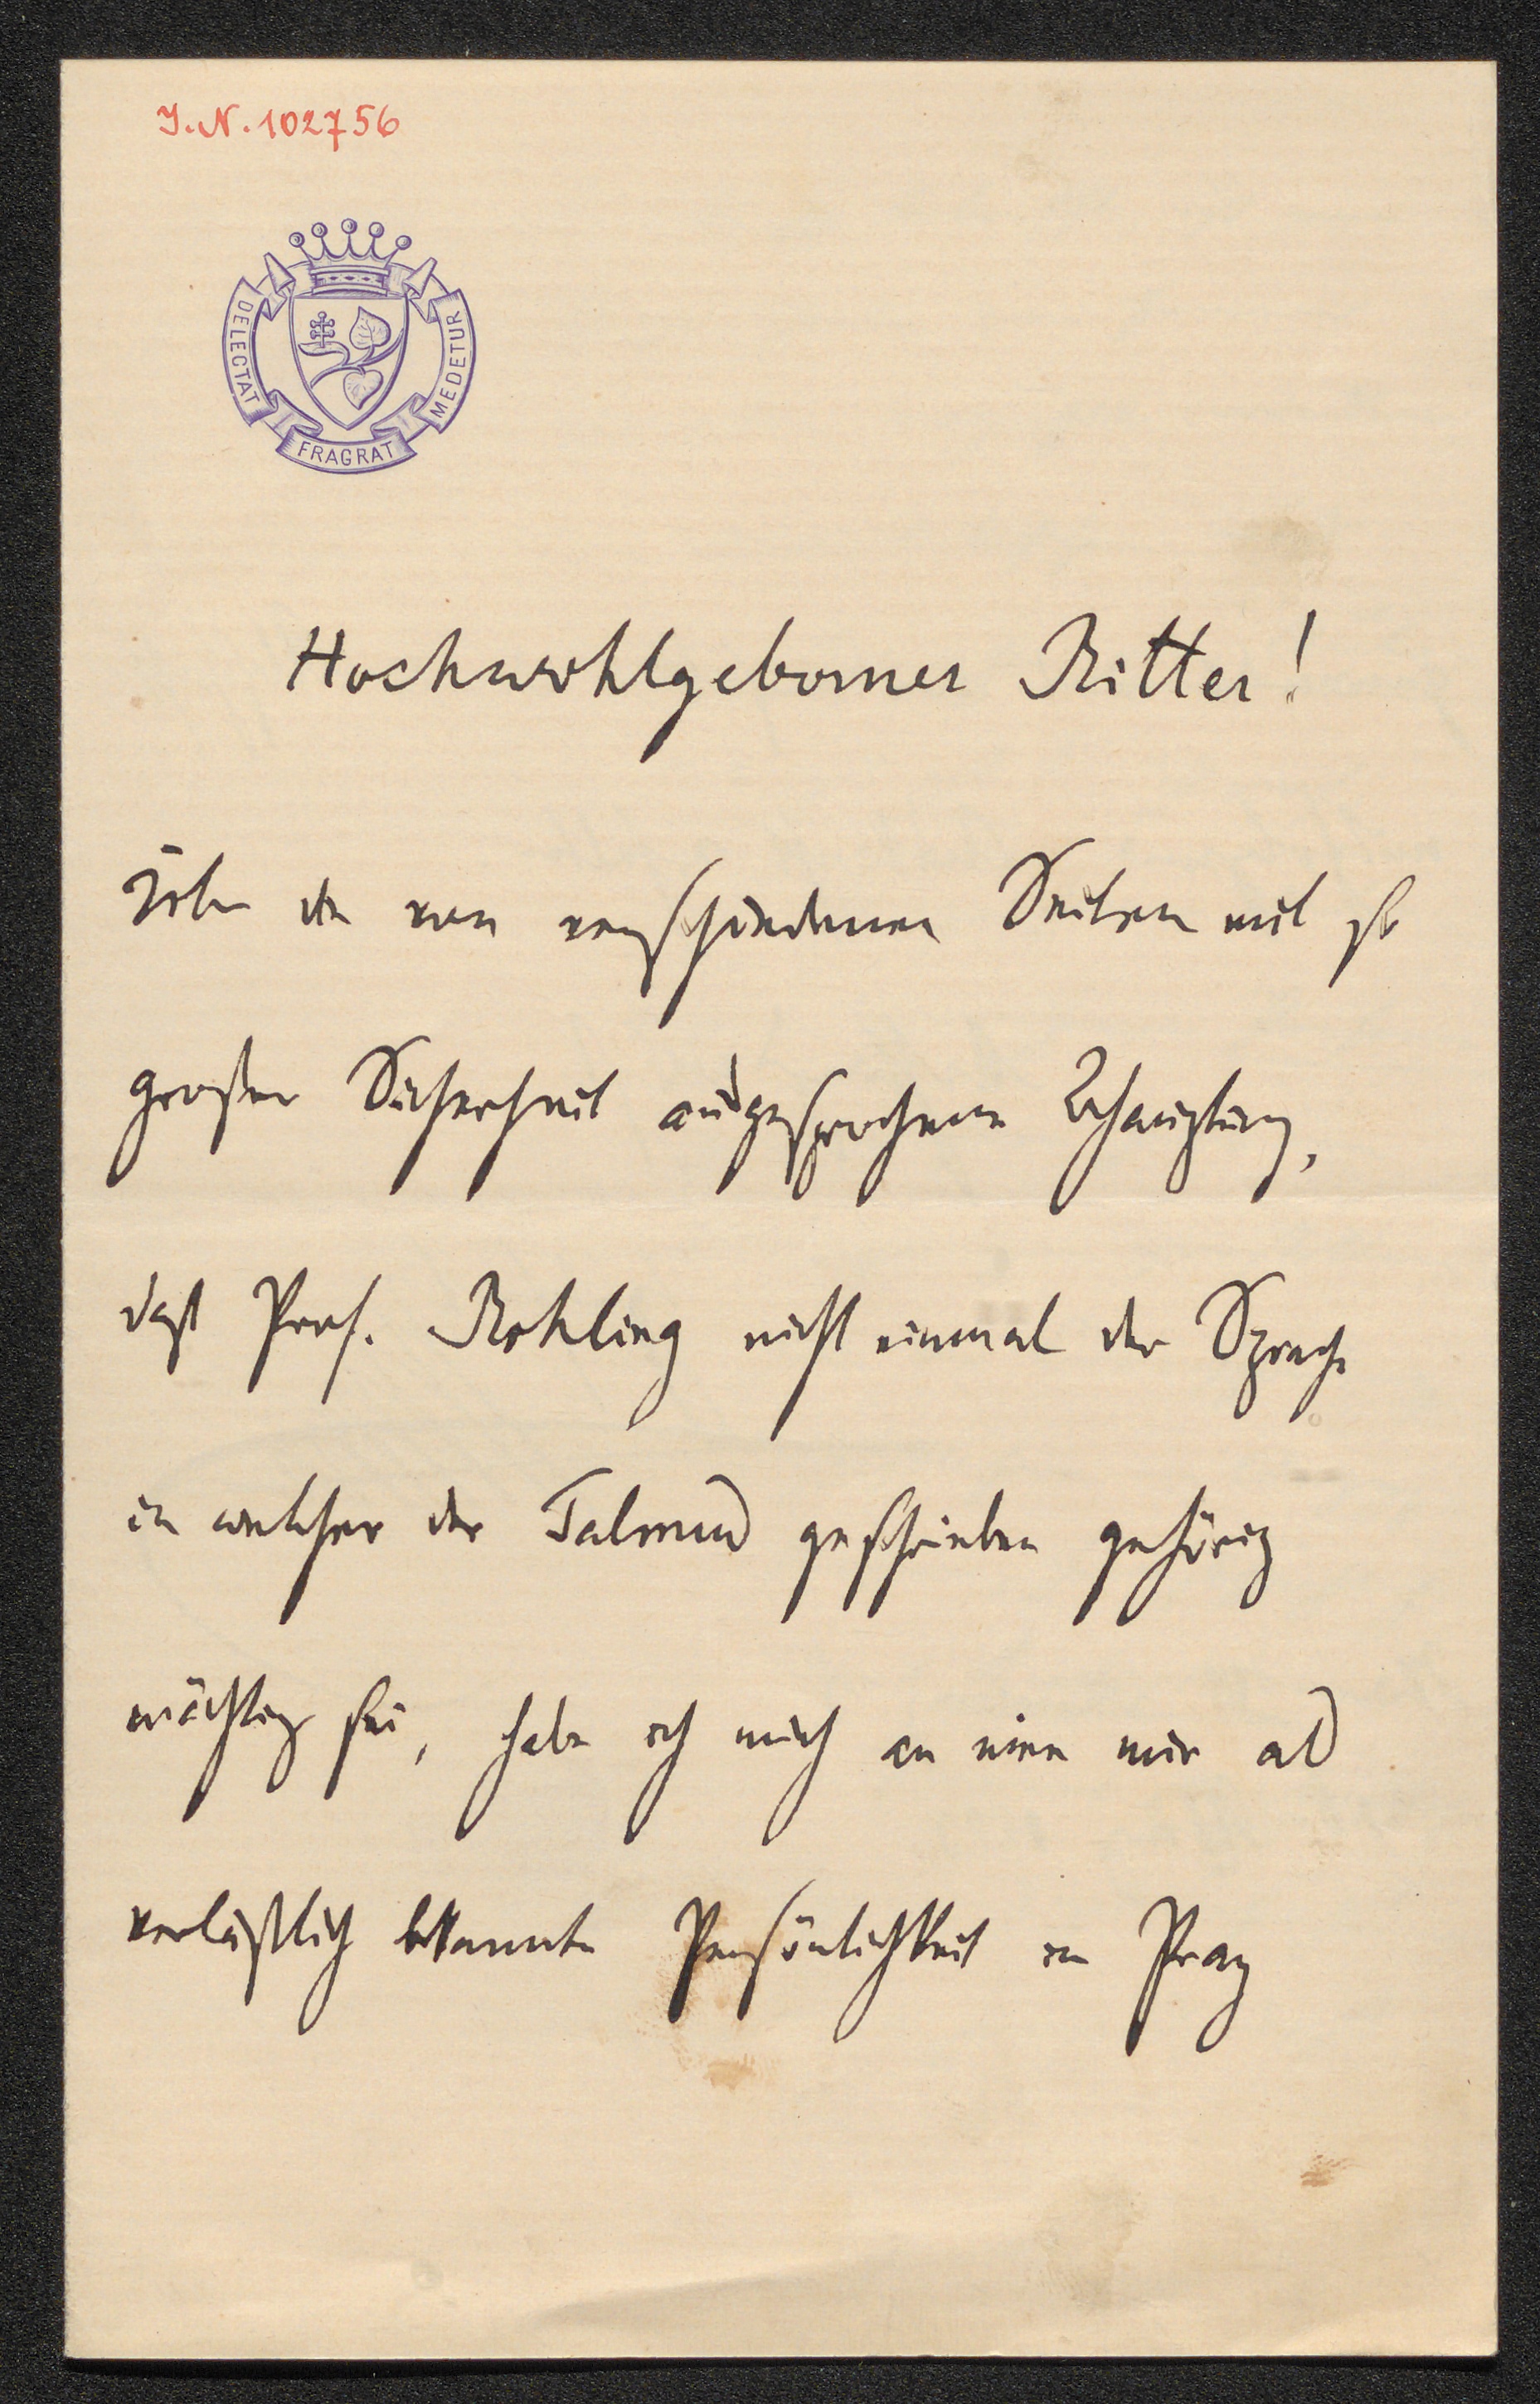 I.N. 102756
DELECTAT
FRAGRAT
MEDETUR
Hochwohlgeborner Ritter!
Über die von verschiedenen Seiten mit so
großer Sicherheit ausgesprochene Behauptung,
daß Prof. Rohling nicht einmal der Sprache
in welcher der Talmud geschrieben gehörig
mächtig sei, habe ich mich an eine mir als
verläßlich bekannte Persönlichkeit in Prag